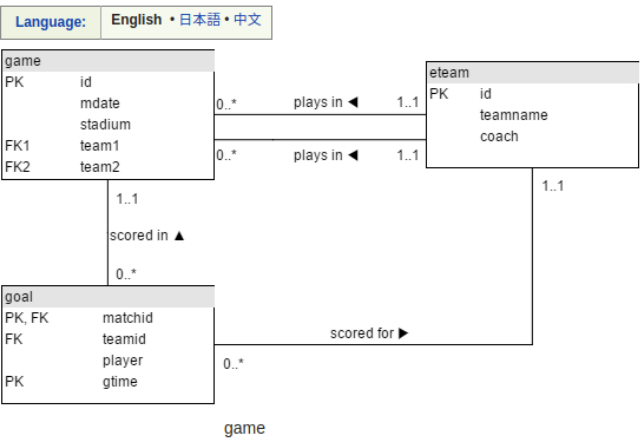 Language: English • 日本語 • 中文
game
PK id
mdate
stadium
FK1 team1
FK2 team2
0..* plays in ◀ 1..1
0..* plays in ◀ 1..1
eteam
PK id
teamname
coach
1..1
1..1
scored in ▲
0..*
goal
PK, FK matchid
FK teamid
player
PK gtime
scored for ▶
0..*
game